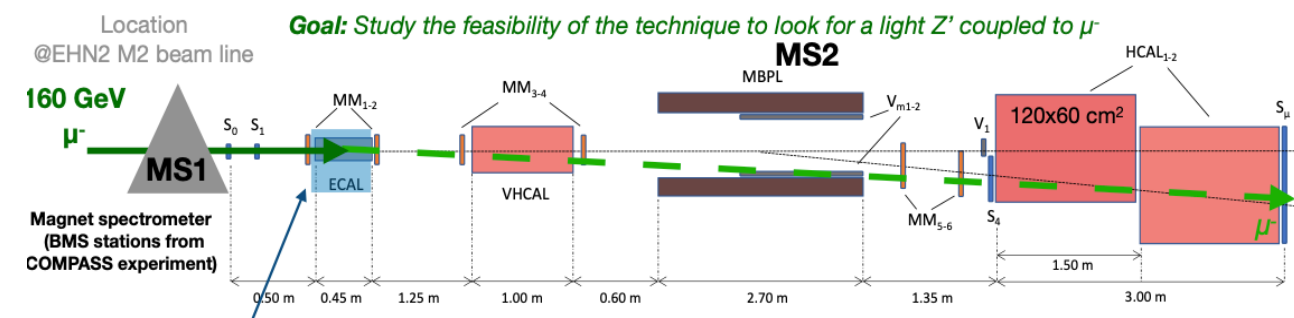 Location
@EHN2 M2 beam line
Goal: Study the feasibility of the technique to look for a light Z' coupled to μ-
MS2
160 GeV
μ-
MS1
S0
S1
MM1-2
ECAL
MM3-4
VHCAL
MBPL
Vm1-2
MM5-6
V1
S4
HCAL1-2
120x60 cm2
Sμ
μ-
Magnet spectrometer
(BMS stations from
COMPASS experiment)
0.50 m
0.45 m
1.25 m
1.00 m
0.60 m
2.70 m
1.35 m
1.50 m
3.00 m